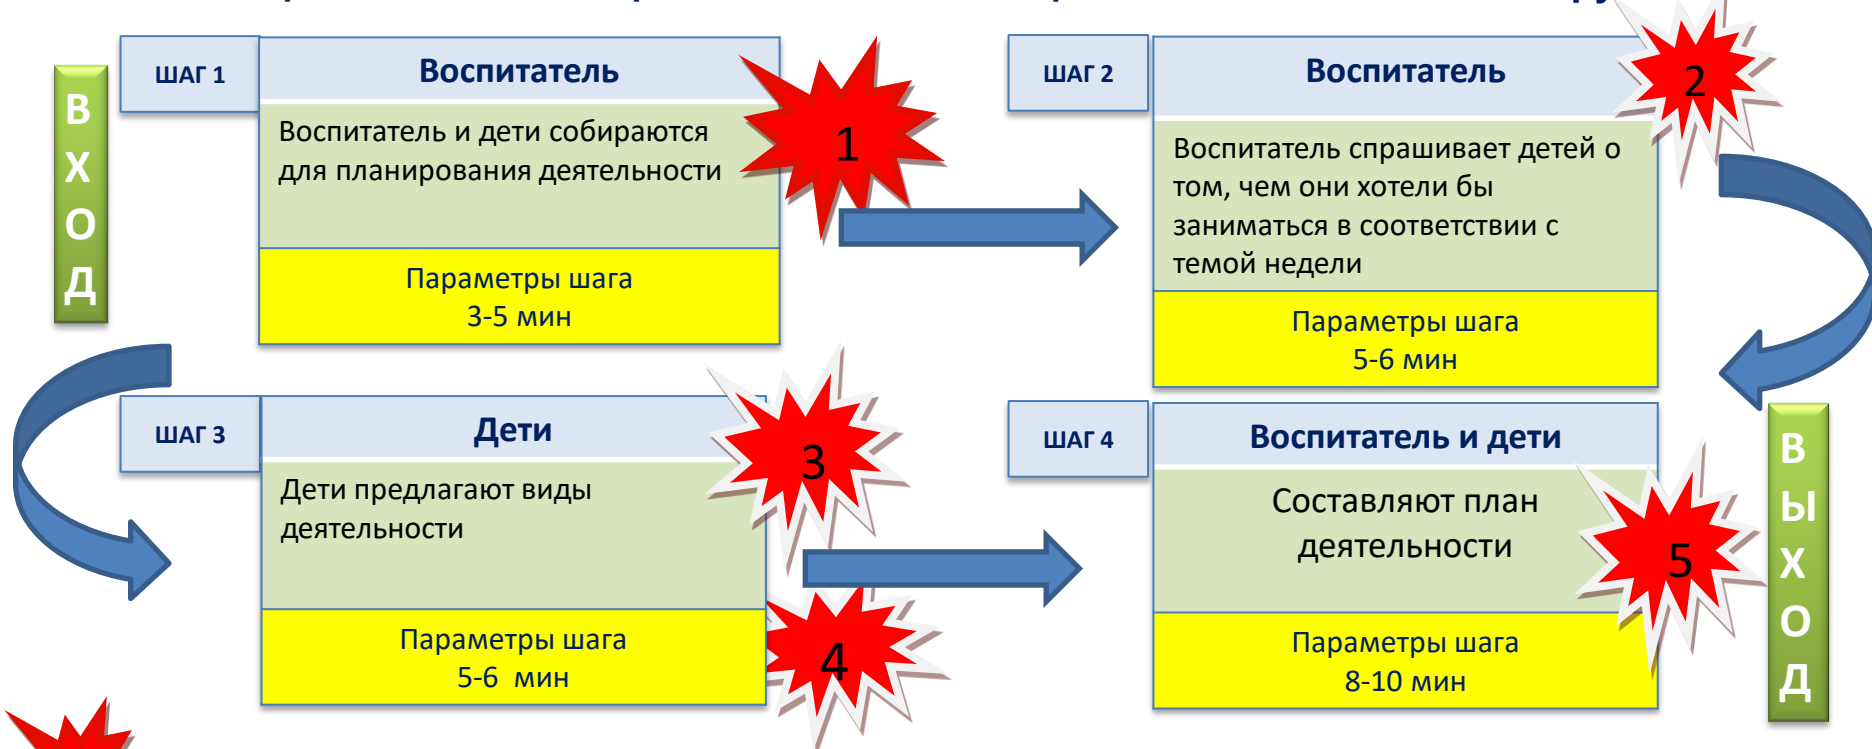 ВХОД
ШАГ 1
Воспитатель
Воспитатель и дети собираются
для планирования деятельности
Параметры шага
3-5 мин
1
ШАГ 2
Воспитатель
Воспитатель спрашивает детей о
том, чем они хотели бы
заниматься в соответствии с
темой недели
Параметры шага
5-6 мин
2
ШАГ 3
Дети
Дети предлагают виды
деятельности
Параметры шага
5-6 мин
3
4
ШАГ 4
Воспитатель и дети
Составляют план
деятельности
Параметры шага
8-10 мин
5
ВЫХОД